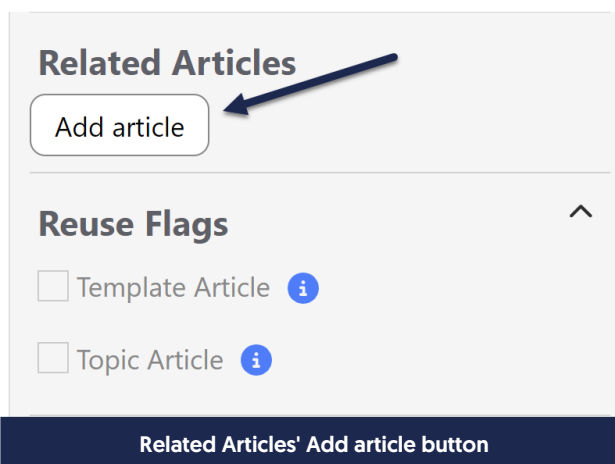 Related Articles
Add article
Reuse Flags
Template Article i
Topic Article i
Related Articles' Add article button